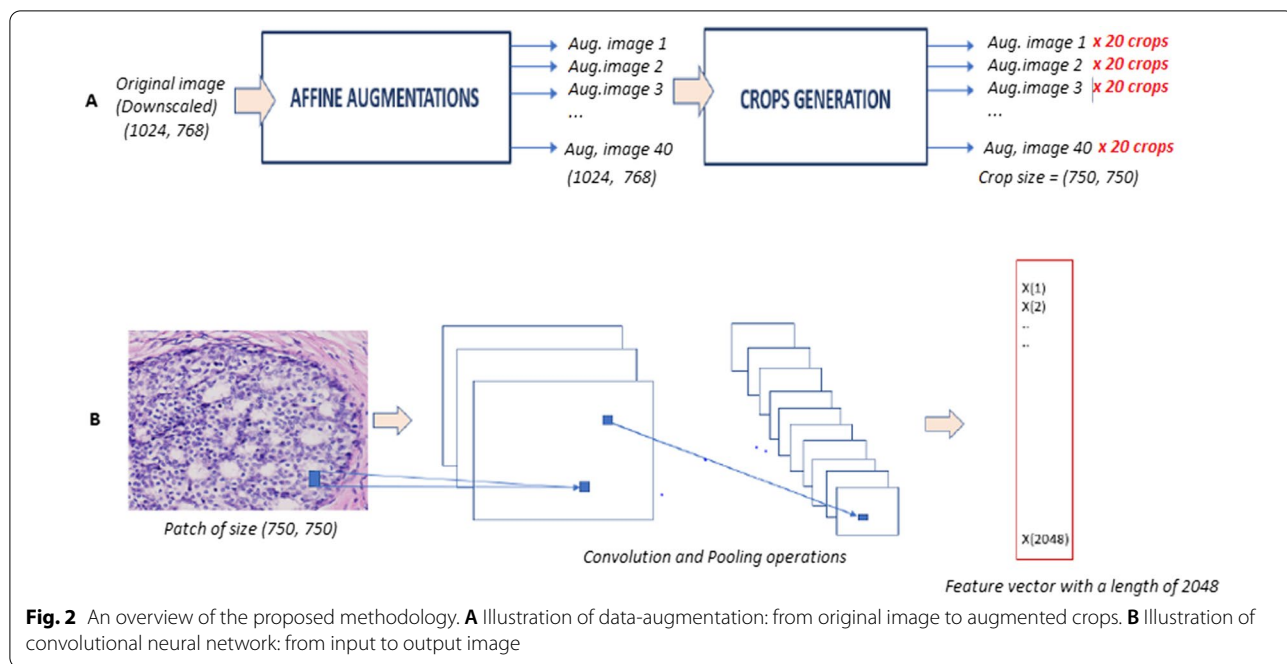 A
Original image
(Downscaled)
(1024, 768)
AFFINE AUGMENTATIONS
Aug. image 1
Aug.image 2
Aug.image 3
...
Aug, image 40
(1024, 768)
CROPS GENERATION
Aug. image 1 x 20 crops
Aug.image 2 x 20 crops
Aug.image 3 x 20 crops
...
Aug, image 40 x 20 crops
Crop size = (750, 750)
B
Patch of size (750, 750)
Convolution and Pooling operations
X(1)
X(2)
..
..
X(2048)
Feature vector with a length of 2048
Fig. 2 An overview of the proposed methodology. A Illustration of data-augmentation: from original image to augmented crops. B Illustration of
convolutional neural network: from input to output image